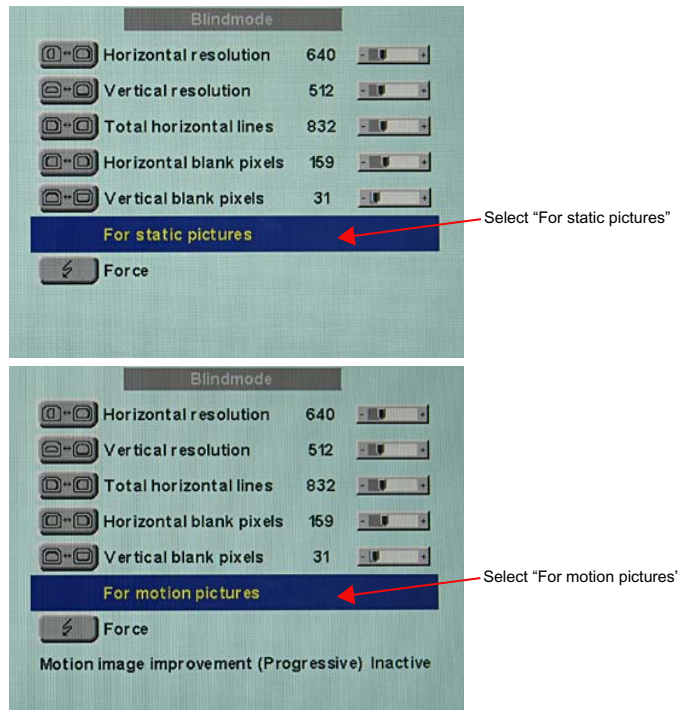 Blindmode
Horizontal resolution 640 - +
Vertical resolution 512 - +
Total horizontal lines 832 - +
Horizontal blank pixels 159 - +
Vertical blank pixels 31 - +
Select “For static pictures”
For static pictures
Force
Blindmode
Horizontal resolution 640 - +
Vertical resolution 512 - +
Total horizontal lines 832 - +
Horizontal blank pixels 159 - +
Vertical blank pixels 31 - +
Select “For motion pictures’
For motion pictures
Force
Motion image improvement (Progressive) Inactive